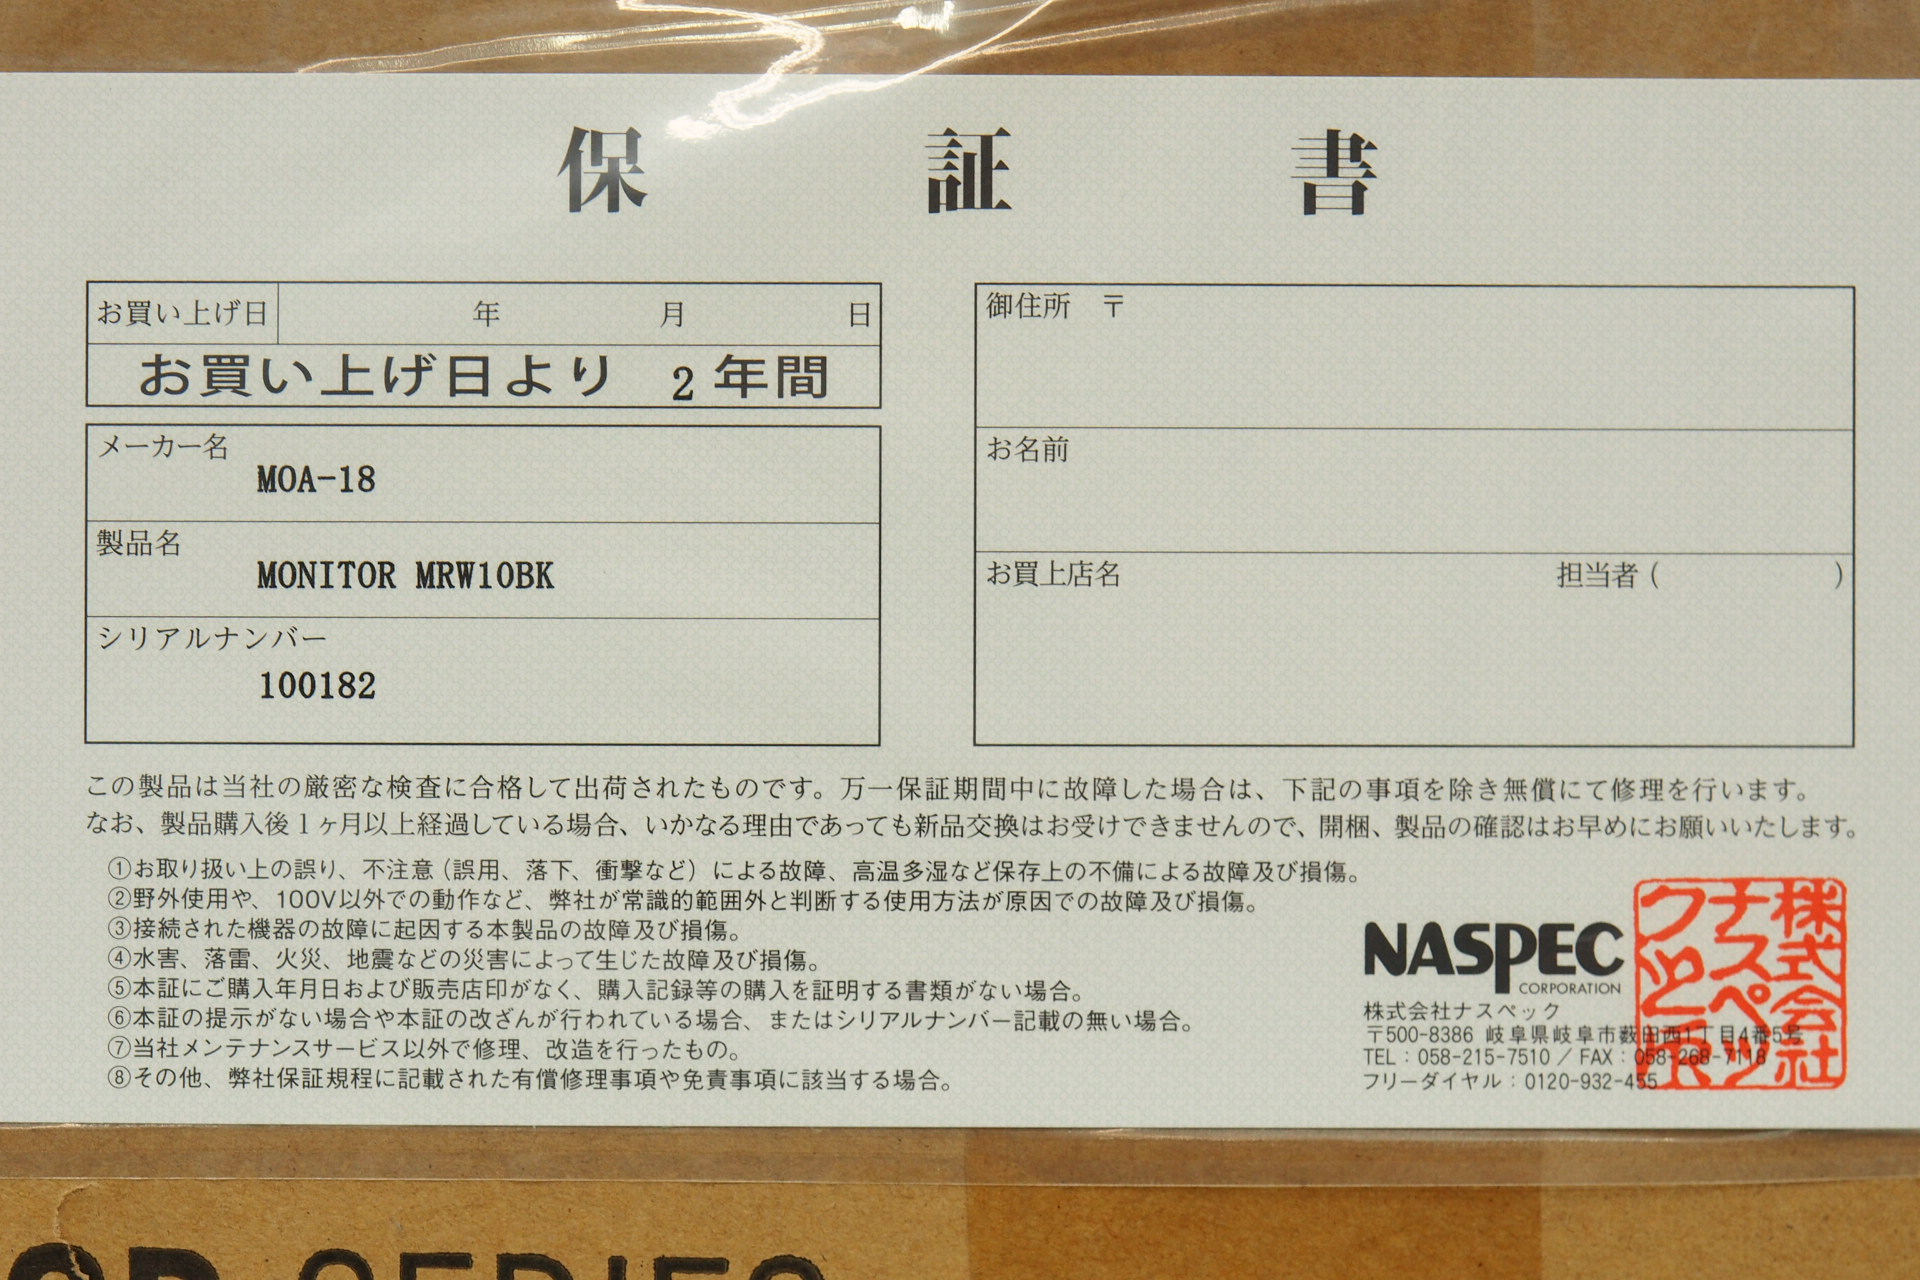 保証書
お買い上げ日 年 月 日
お買い上げ日より 2 年間
メーカー名
MOA-18
製品名
MONITOR MRW10BK
シリアルナンバー
100182
御住所 〒
お名前
お買上店名 担当者 ( )
この製品は当社の厳密な検査に合格して出荷されたものです。万一保証期間中に故障した場合は、下記の事項を除き無償にて修理を行います。
なお、製品購入後１ヶ月以上経過している場合、いかなる理由であっても新品交換はお受けできませんので、開梱、製品の確認はお早めにお願いいたします。
①お取り扱い上の誤り、不注意（誤用、落下、衝撃など）による故障、高温多湿など保存上の不備による故障及び損傷。
②野外使用や、100V以外での動作など、弊社が常識的範囲外と判断する使用方法が原因での故障及び損傷。
③接続された機器の故障に起因する本製品の故障及び損傷。
④水害、落雷、火災、地震などの災害によって生じた故障及び損傷。
⑤本証にご購入年月日および販売店印がなく、購入記録等の購入を証明する書類がない場合。
⑥本証の提示がない場合や本証の改ざんが行われている場合、またはシリアルナンバー記載の無い場合。
⑦当社メンテナンスサービス以外で修理、改造を行ったもの。
⑧その他、弊社保証規程に記載された有償修理事項や免責事項に該当する場合。
NASPEC
CORPORATION
株式会社ナスペック
〒500-8386 岐阜県岐阜市薮田西1丁目4番5号
TEL：058-215-7510 / FAX：058-268-7118
フリーダイヤル：0120-932-455
株式会社
ナスペッ
ク之印
SERIES